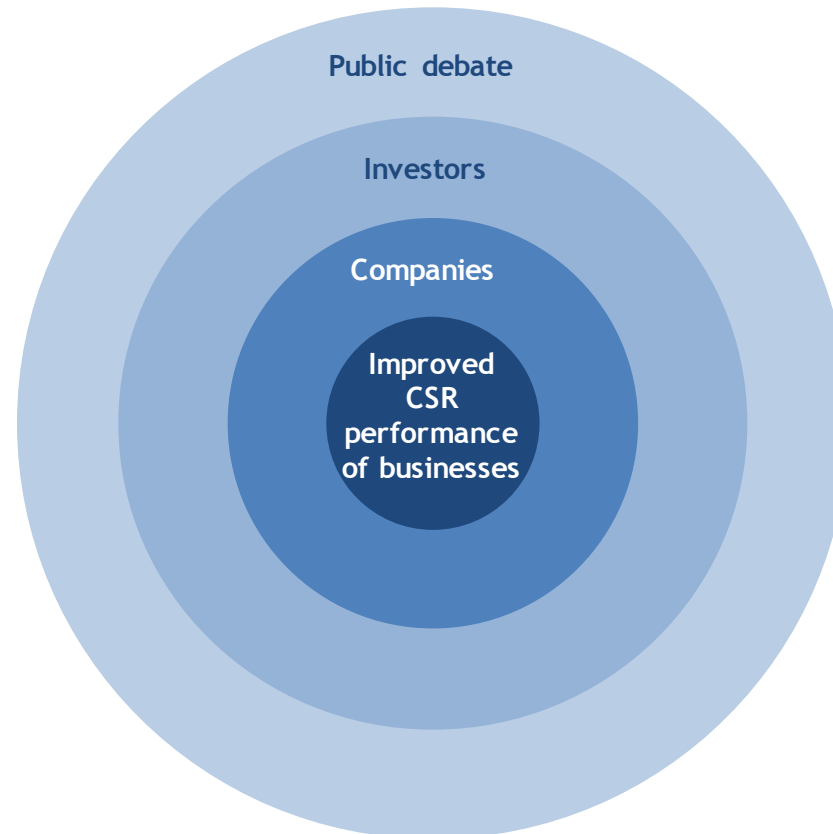 Public debate
Investors
Companies
Improved
CSR
performance
of businesses